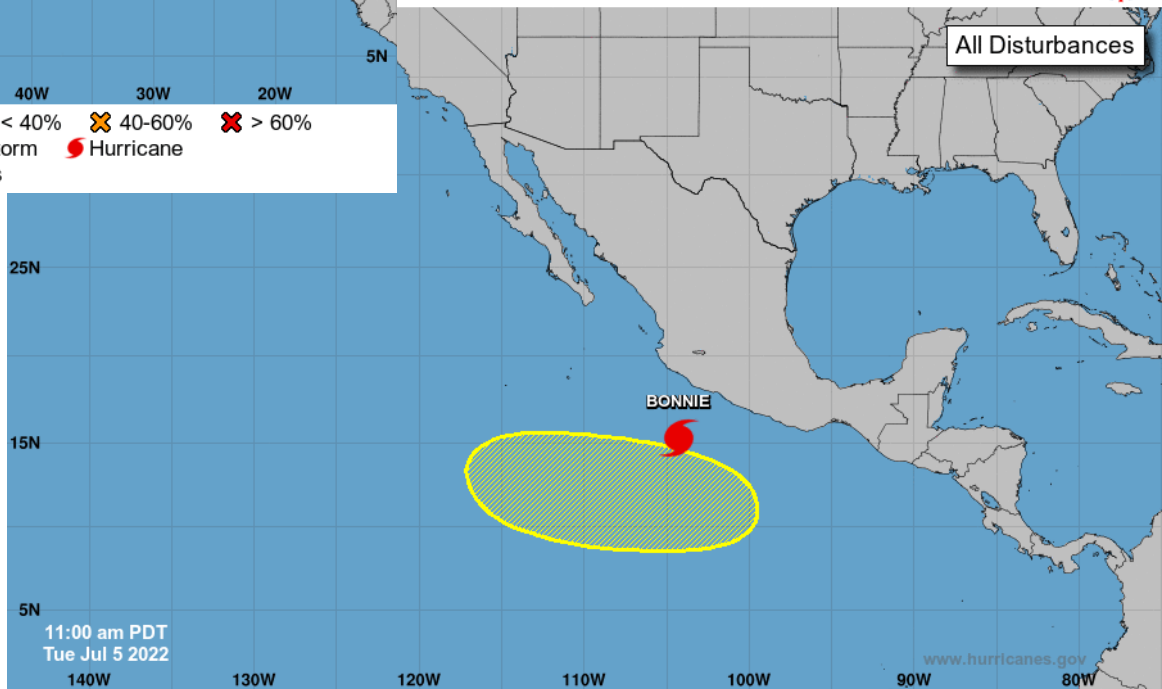 All Disturbances
5N
40W 30W 20W
< 40% 40-60% > 60%
orm Hurricane
25N
BONNIE
15N
5N
11:00 am PDT
Tue Jul 5 2022
www.hurricanes.gov
140W 130W 120W 110W 100W 90W 80W